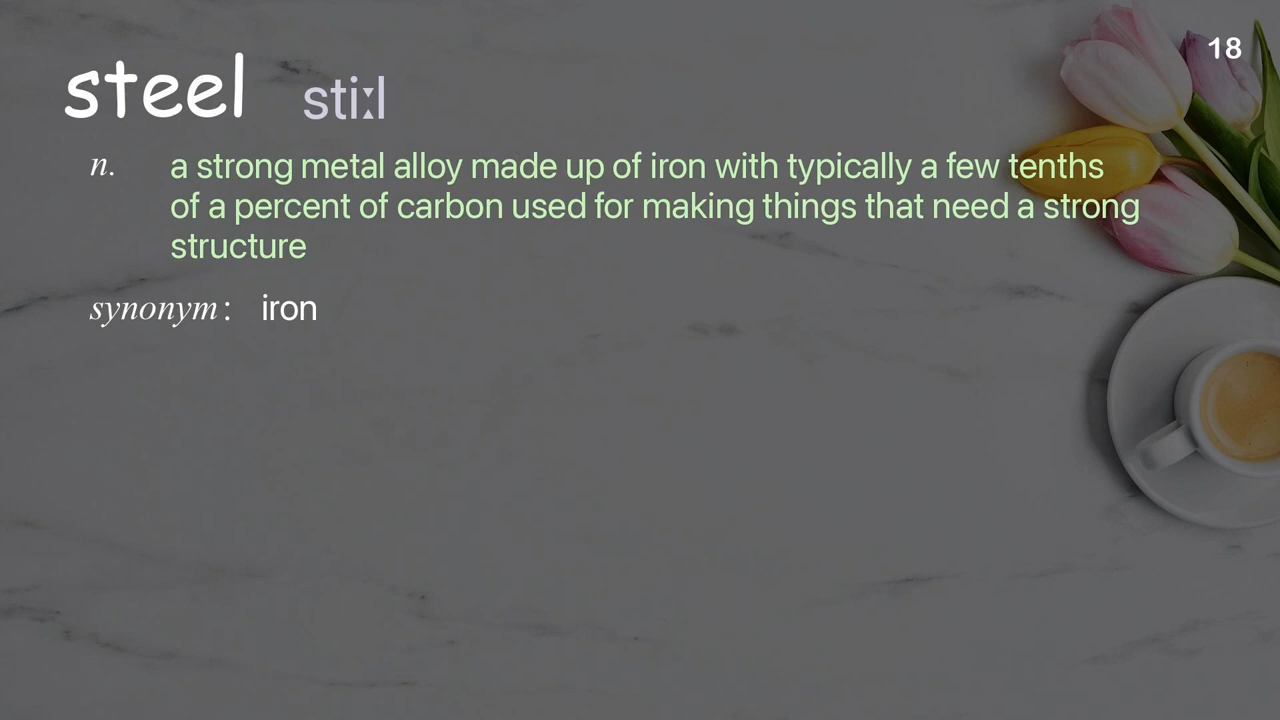 18
steel stiːl
n. a strong metal alloy made up of iron with typically a few tenths
of a percent of carbon used for making things that need a strong
structure
synonym: iron